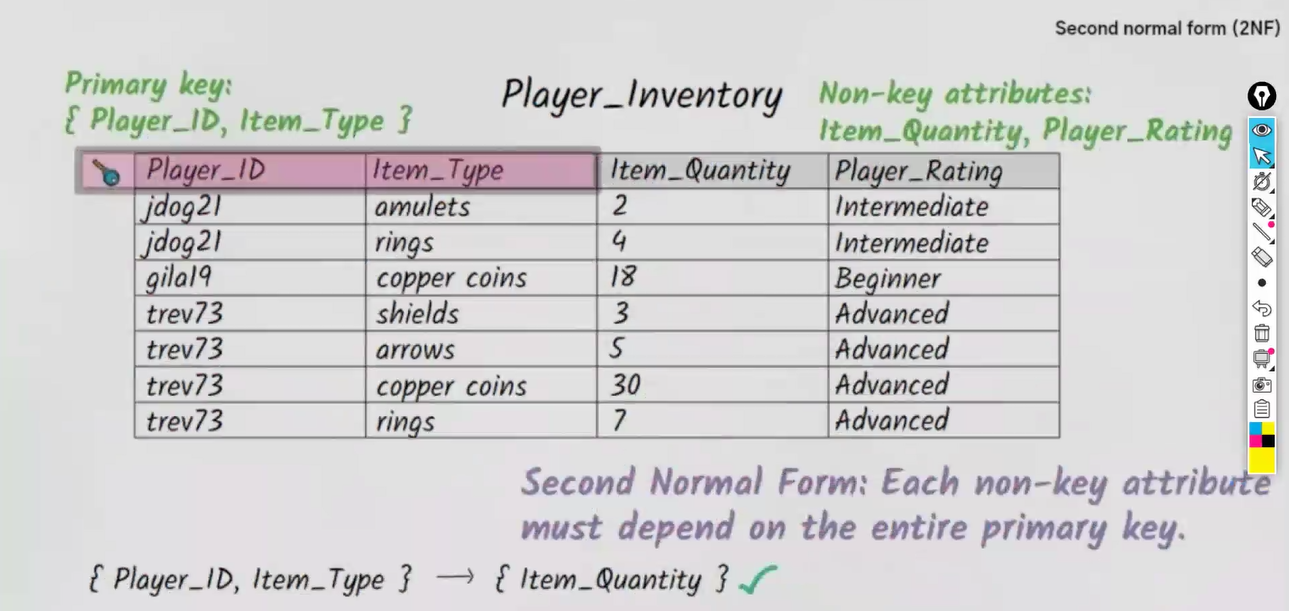 Second normal form (2NF)
Primary key:
{ Player_ID, Item_Type }
Player_Inventory
Non-key attributes:
Item_Quantity, Player_Rating
Player_ID Item_Type Item_Quantity Player_Rating
jdog21 amulets 2 Intermediate
jdog21 rings 4 Intermediate
gila19 copper coins 18 Beginner
trev73 shields 3 Advanced
trev73 arrows 5 Advanced
trev73 copper coins 30 Advanced
trev73 rings 7 Advanced
Second Normal Form: Each non-key attribute
must depend on the entire primary key.
{ Player_ID, Item_Type } → { Item_Quantity } ✓